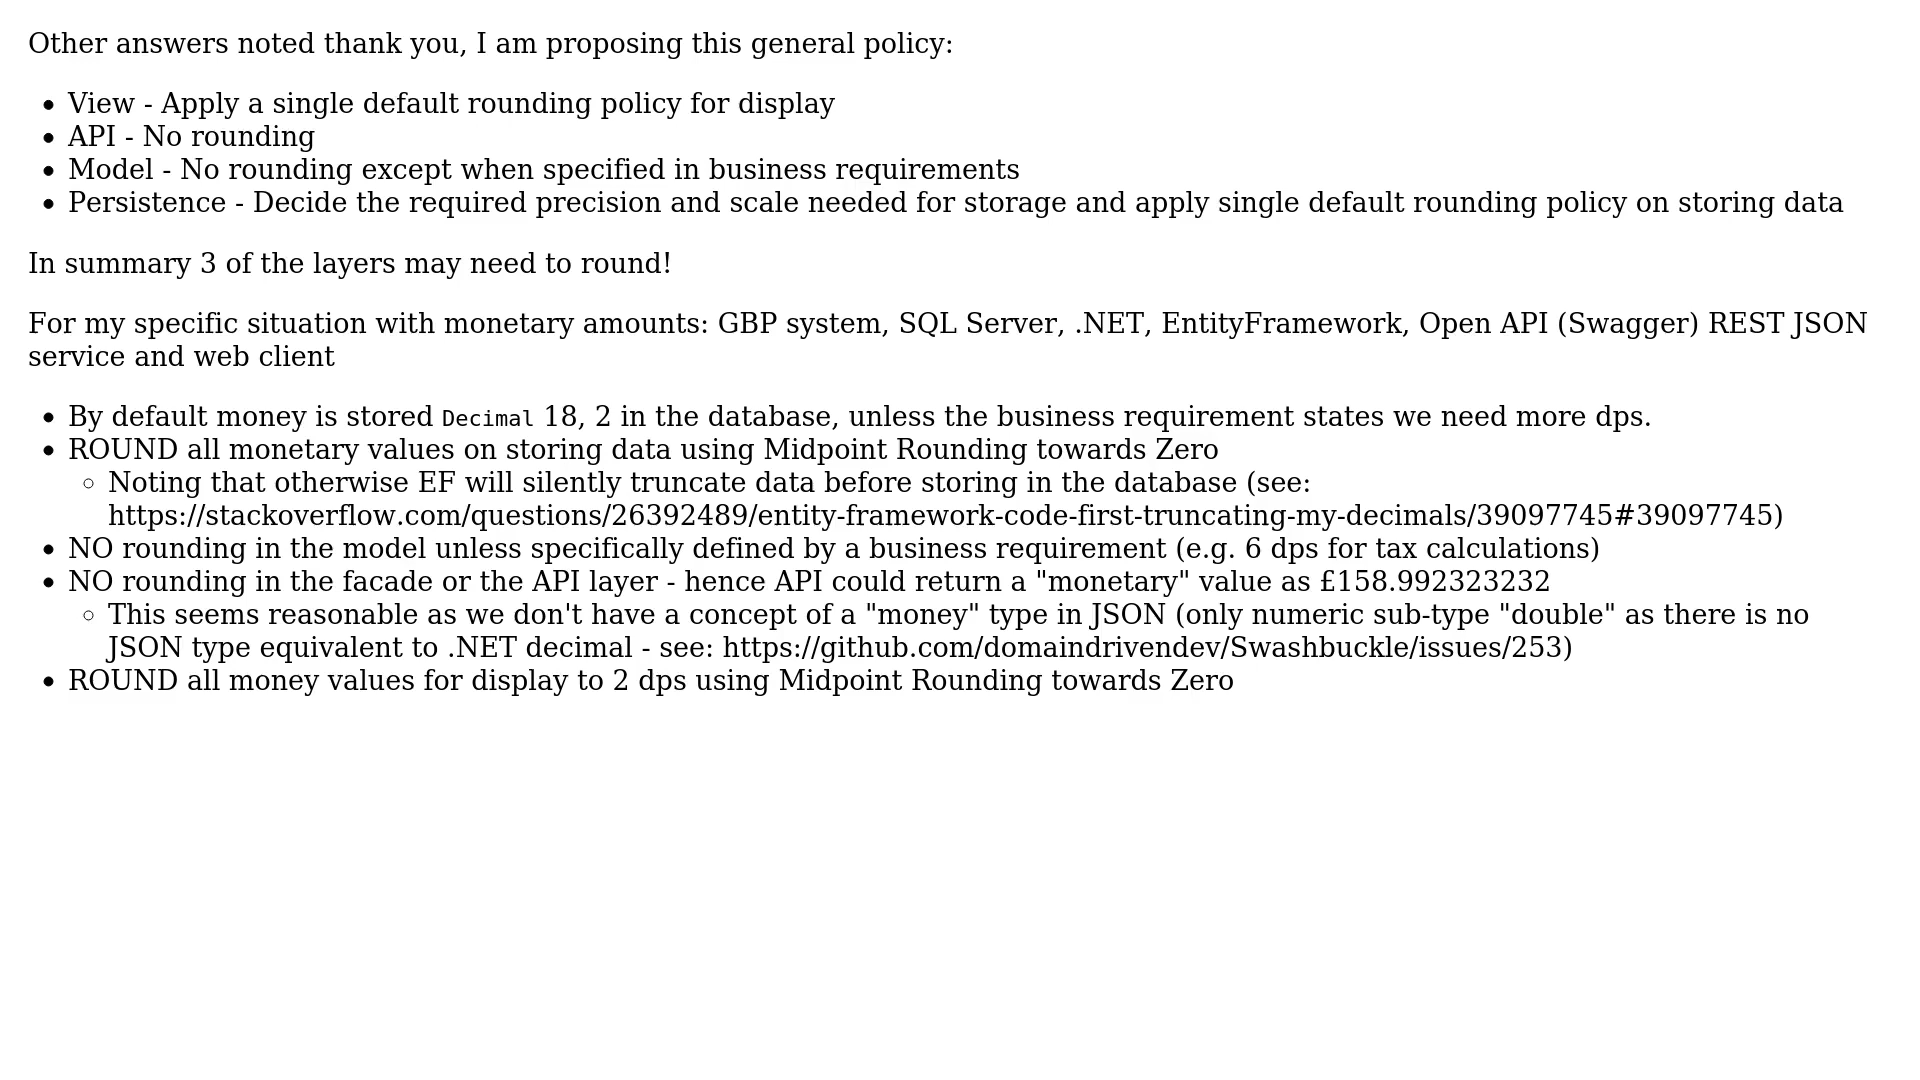 Other answers noted thank you, I am proposing this general policy:
• View - Apply a single default rounding policy for display
• API - No rounding
• Model - No rounding except when specified in business requirements
• Persistence - Decide the required precision and scale needed for storage and apply single default rounding policy on storing data
In summary 3 of the layers may need to round!
For my specific situation with monetary amounts: GBP system, SQL Server, .NET, EntityFramework, Open API (Swagger) REST JSON
service and web client
• By default money is stored Decimal 18, 2 in the database, unless the business requirement states we need more dps.
• ROUND all monetary values on storing data using Midpoint Rounding towards Zero
◦ Noting that otherwise EF will silently truncate data before storing in the database (see:
https://stackoverflow.com/questions/26392489/entity-framework-code-first-truncating-my-decimals/39097745#39097745)
• NO rounding in the model unless specifically defined by a business requirement (e.g. 6 dps for tax calculations)
• NO rounding in the facade or the API layer - hence API could return a "monetary" value as £158.992323232
◦ This seems reasonable as we don't have a concept of a "money" type in JSON (only numeric sub-type "double" as there is no
JSON type equivalent to .NET decimal - see: https://github.com/domaindrivendev/Swashbuckle/issues/253)
• ROUND all money values for display to 2 dps using Midpoint Rounding towards Zero